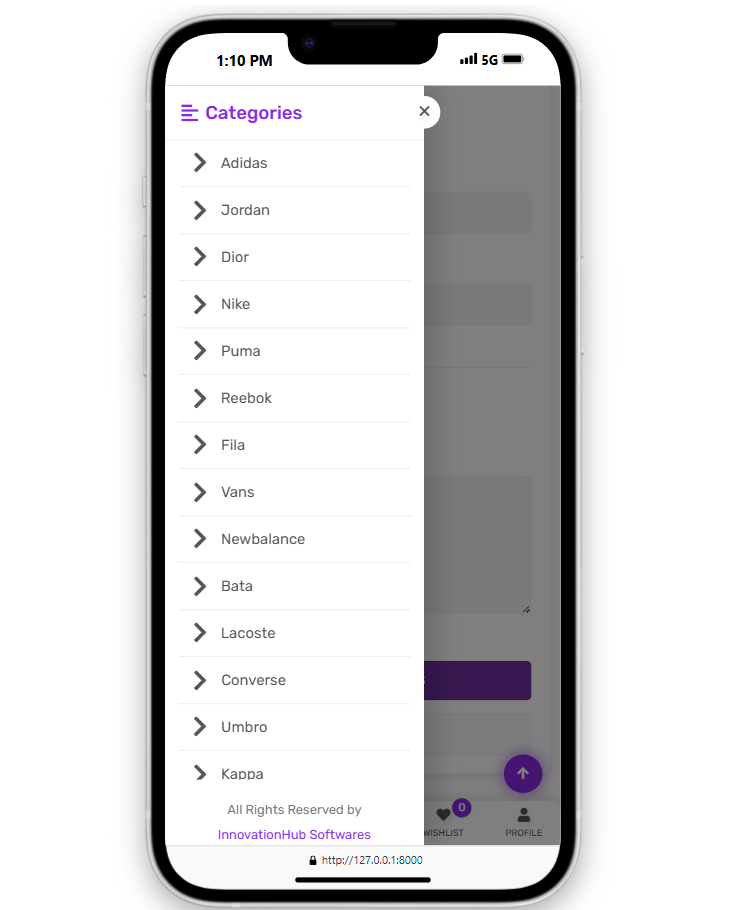 1:10 PM
5G
Categories
Adidas
Jordan
Dior
Nike
Puma
Reebok
Fila
Vans
Newbalance
Bata
Lacoste
Converse
Umbro
Kappa
All Rights Reserved by
InnovationHub Softwares
0
WISHLIST
PROFILE
http://127.0.0.1:8000